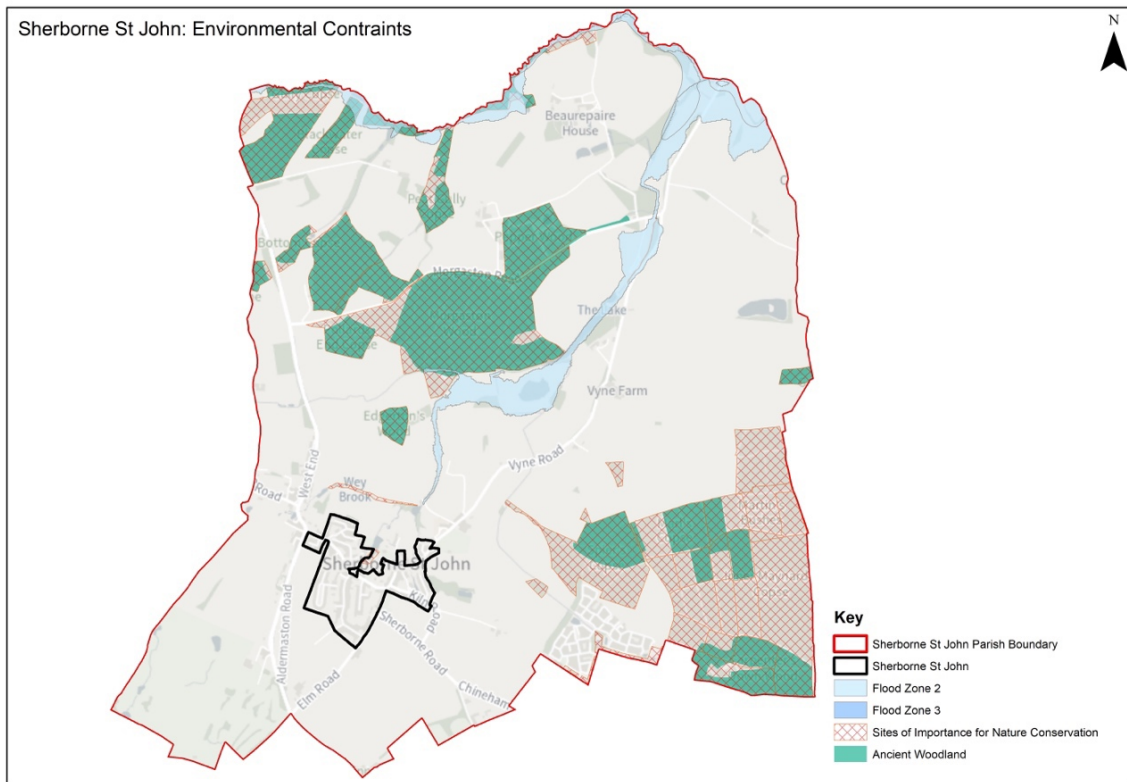 Sherborne St John: Environmental Contraints
N
Beaurepaire
House
The Lake
Vyne Farm
Vyne Road
West End
Road
Wey
Brook
Sherborne St John
Aldermaston Road
Elm Road
Sherborne Road
Chineham
Key
Sherborne St John Parish Boundary
Sherborne St John
Flood Zone 2
Flood Zone 3
Sites of Importance for Nature Conservation
Ancient Woodland